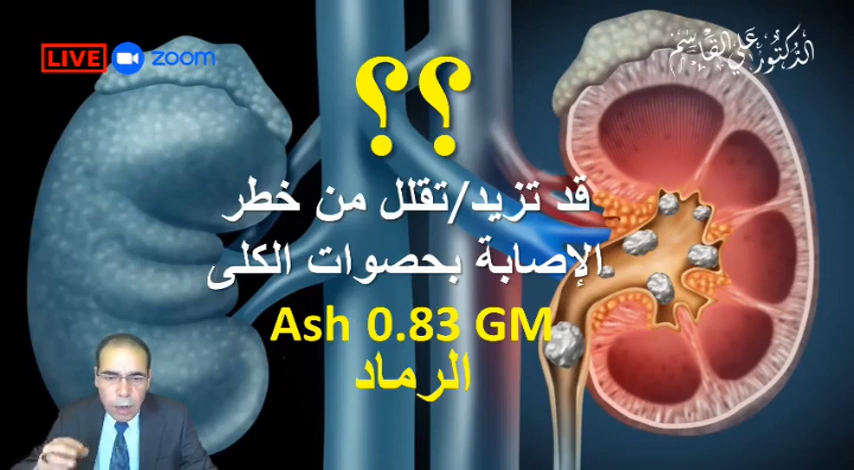 LIVE zoom
الدكتور علي القاسم
؟؟
قد تزيد/تقلل من خطر
الإصابة بحصوات الكلى
Ash 0.83 GM
الرماد